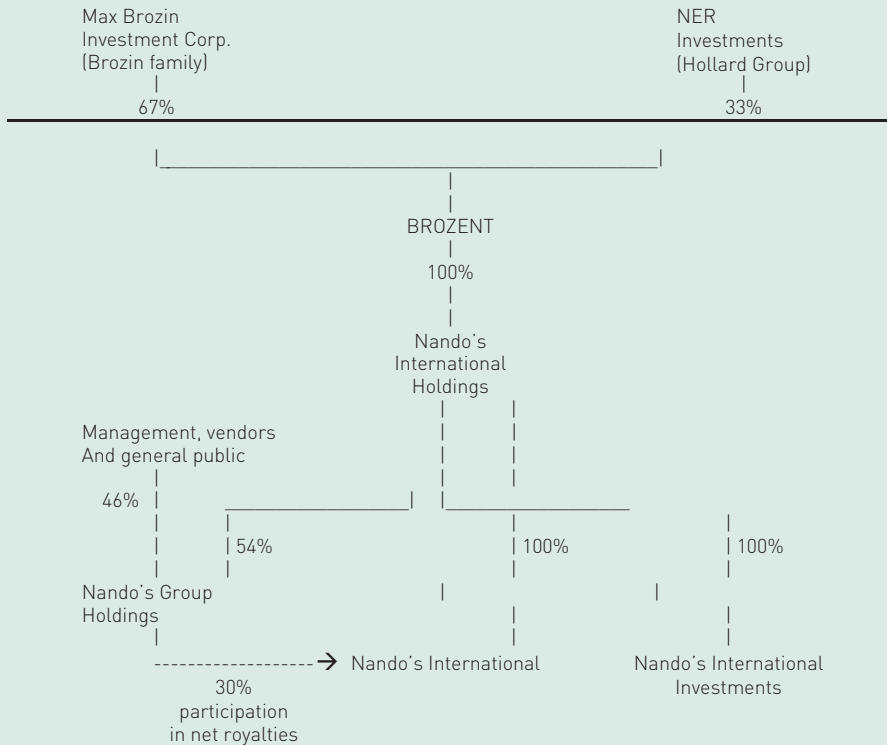 Max Brozin
Investment Corp.
(Brozin family)
67%
NER
Investments
(Hollard Group)
33%
BROZENT
100%
Nando's
International
Holdings
Management, vendors
And general public
46%
54%
100%
100%
Nando's Group
Holdings
Nando's International
Nando's International
Investments
30%
participation
in net royalties